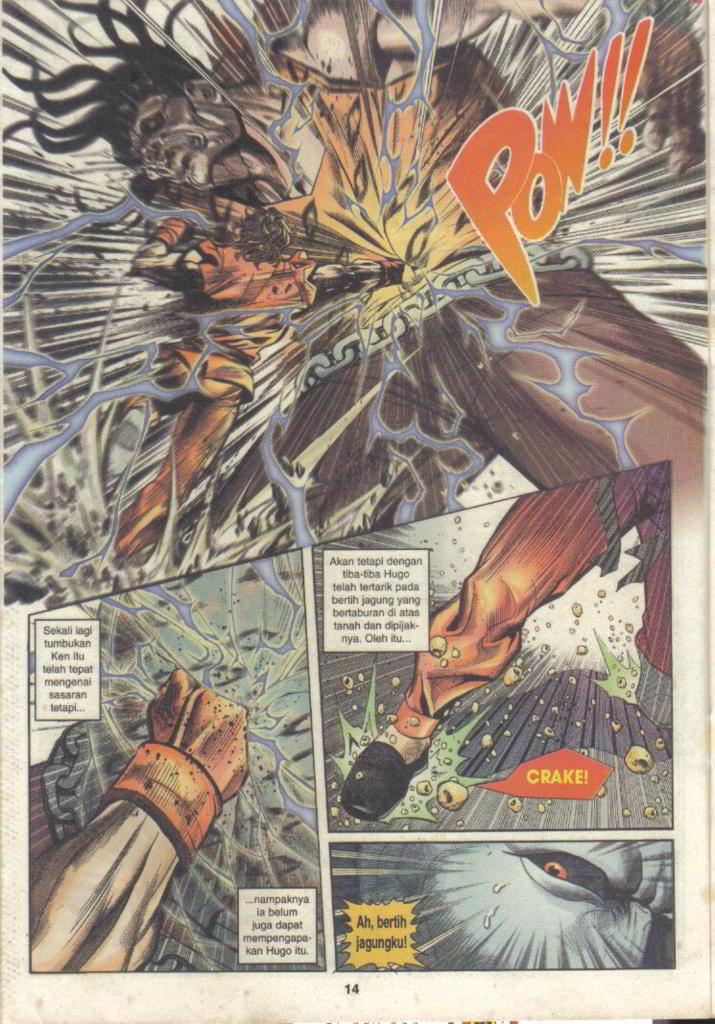 POW!!
Sekali lagi
tumbukan
Ken itu
telah tepat
mengenai
sasaran
tetapi...
...nampaknya
ia belum
juga dapat
mempengapa-
kan Hugo itu.
Akan tetapi dengan
tiba-tiba Hugo
telah tertarik pada
bertih jagung yang
bertaburan di atas
tanah dan dipijak-
nya. Oleh itu...
CRAKE!
Ah, bertih
jagungku!
14